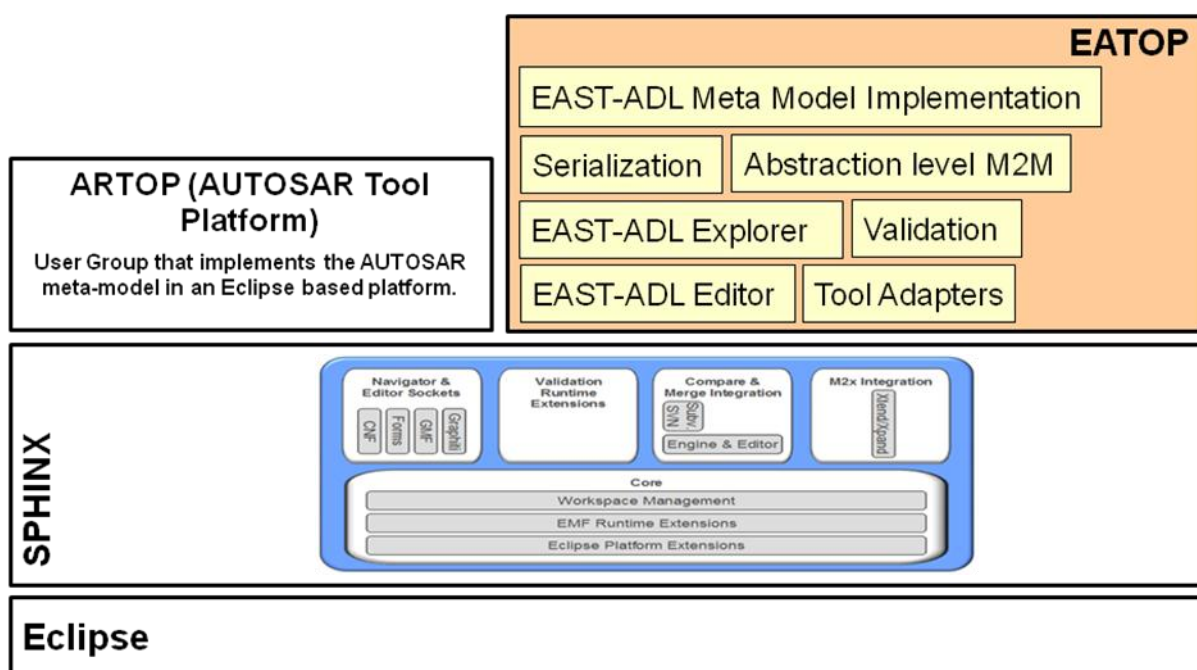 EATOP
EAST-ADL Meta Model Implementation
Serialization
Abstraction level M2M
EAST-ADL Explorer
Validation
EAST-ADL Editor
Tool Adapters
ARTOP (AUTOSAR Tool
Platform)
User Group that implements the AUTOSAR
meta-model in an Eclipse based platform.
SPHINX
Navigator &
Editor Sockets
CNF
Forms
GMF
Graphiti
Validation
Runtime
Extensions
Compare &
Merge Integration
Subv.
SVN
Engine & Editor
M2x Integration
Xtend/Xpand
Core
Workspace Management
EMF Runtime Extensions
Eclipse Platform Extensions
Eclipse